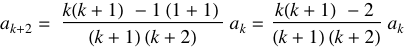 a_{k+2} = \frac{k(k+1) - 1(1+1)}{(k+1)(k+2)} a_k = \frac{k(k+1) - 2}{(k+1)(k+2)} a_k